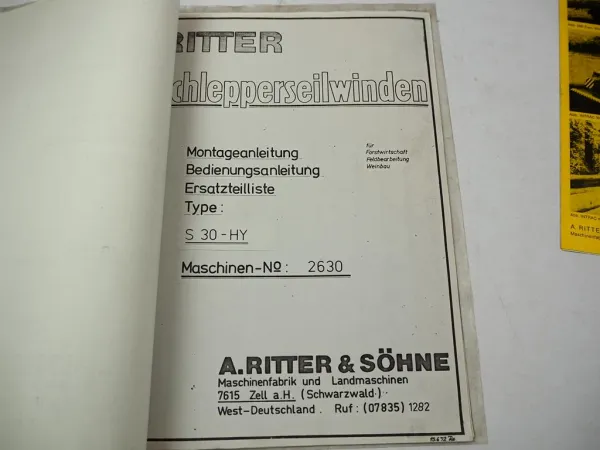 RITTER
chlepperseilwinden
Montageanleitung
Bedienungsanleitung
Ersatzteilliste
Type :
für
Forstwirtschaft
Feldbearbeitung
Weinbau
S 30-HY
Maschinen-No : 2630
A.RITTER & SÖHNE
Maschinenfabrik und Landmaschinen
7615 Zell a.H. (Schwarzwald)
West-Deutschland . Ruf : (07835) 1282
A. RITTE